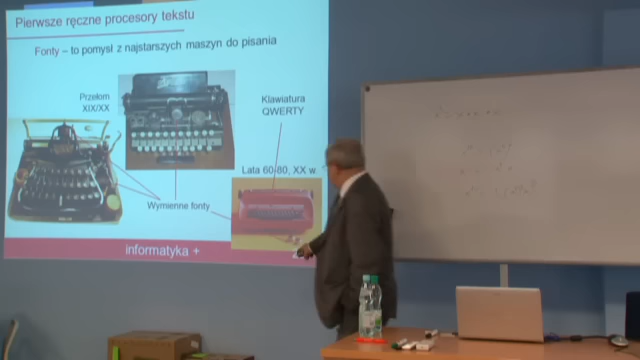 Pierwsze ręczne procesory tekstu
Fonty – to pomysł z najstarszych maszyn do pisania
Przełom
XIX/XX
Klawiatura
QWERTY
Lata 60-80, XX w.
Wymienne fonty
informatyka +